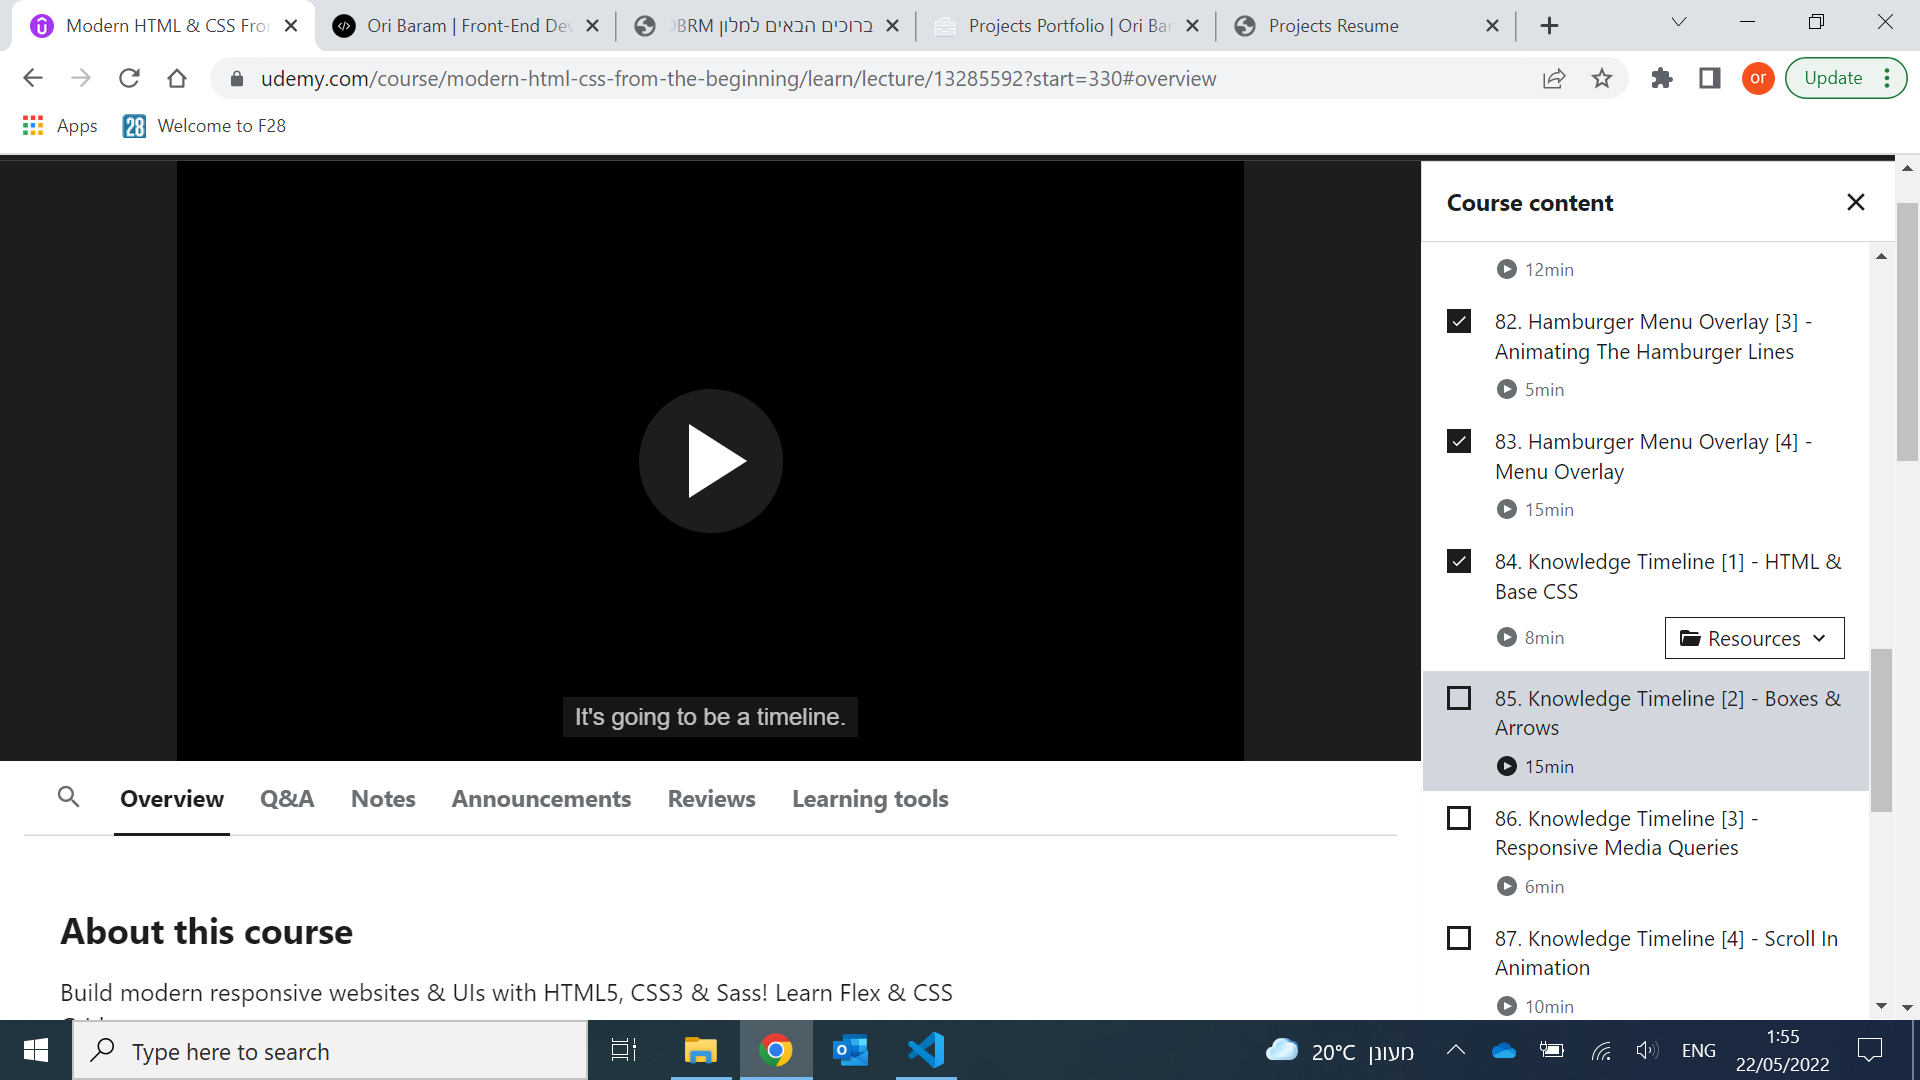 Modern HTML & CSS From
Ori Baram | Front-End Dev
ברוכים הבאים למלון
Projects Portfolio | Ori Bar
Projects Resume
udemy.com/course/modern-html-css-from-the-beginning/learn/lecture/13285592?start=330#overview
or
Update
Apps
28
Welcome to F28
Course content
12min
82. Hamburger Menu Overlay [3] -
Animating The Hamburger Lines
5min
83. Hamburger Menu Overlay [4] -
Menu Overlay
15min
84. Knowledge Timeline [1] - HTML &
Base CSS
8min
Resources
85. Knowledge Timeline [2] - Boxes &
Arrows
15min
86. Knowledge Timeline [3] -
Responsive Media Queries
6min
87. Knowledge Timeline [4] - Scroll In
Animation
10min
It's going to be a timeline.
Overview
Q&A
Notes
Announcements
Reviews
Learning tools
About this course
Build modern responsive websites & UIs with HTML5, CSS3 & Sass! Learn Flex & CSS
Type here to search
20°C
מעונן
ENG
1:55
22/05/2022